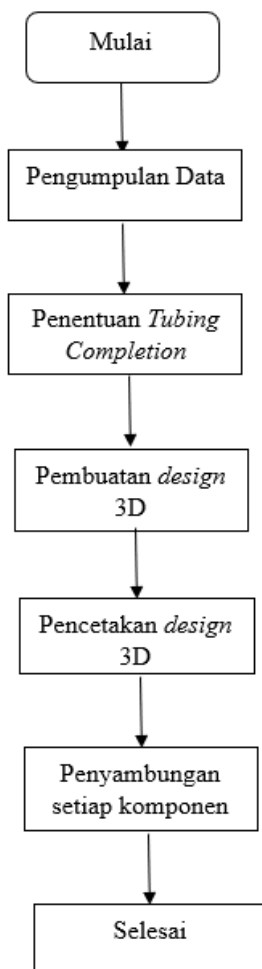 Mulai
Pengumpulan Data
Penentuan Tubing
Completion
Pembuatan design
3D
Pencetakan design
3D
Penyambungan
setiap komponen
Selesai